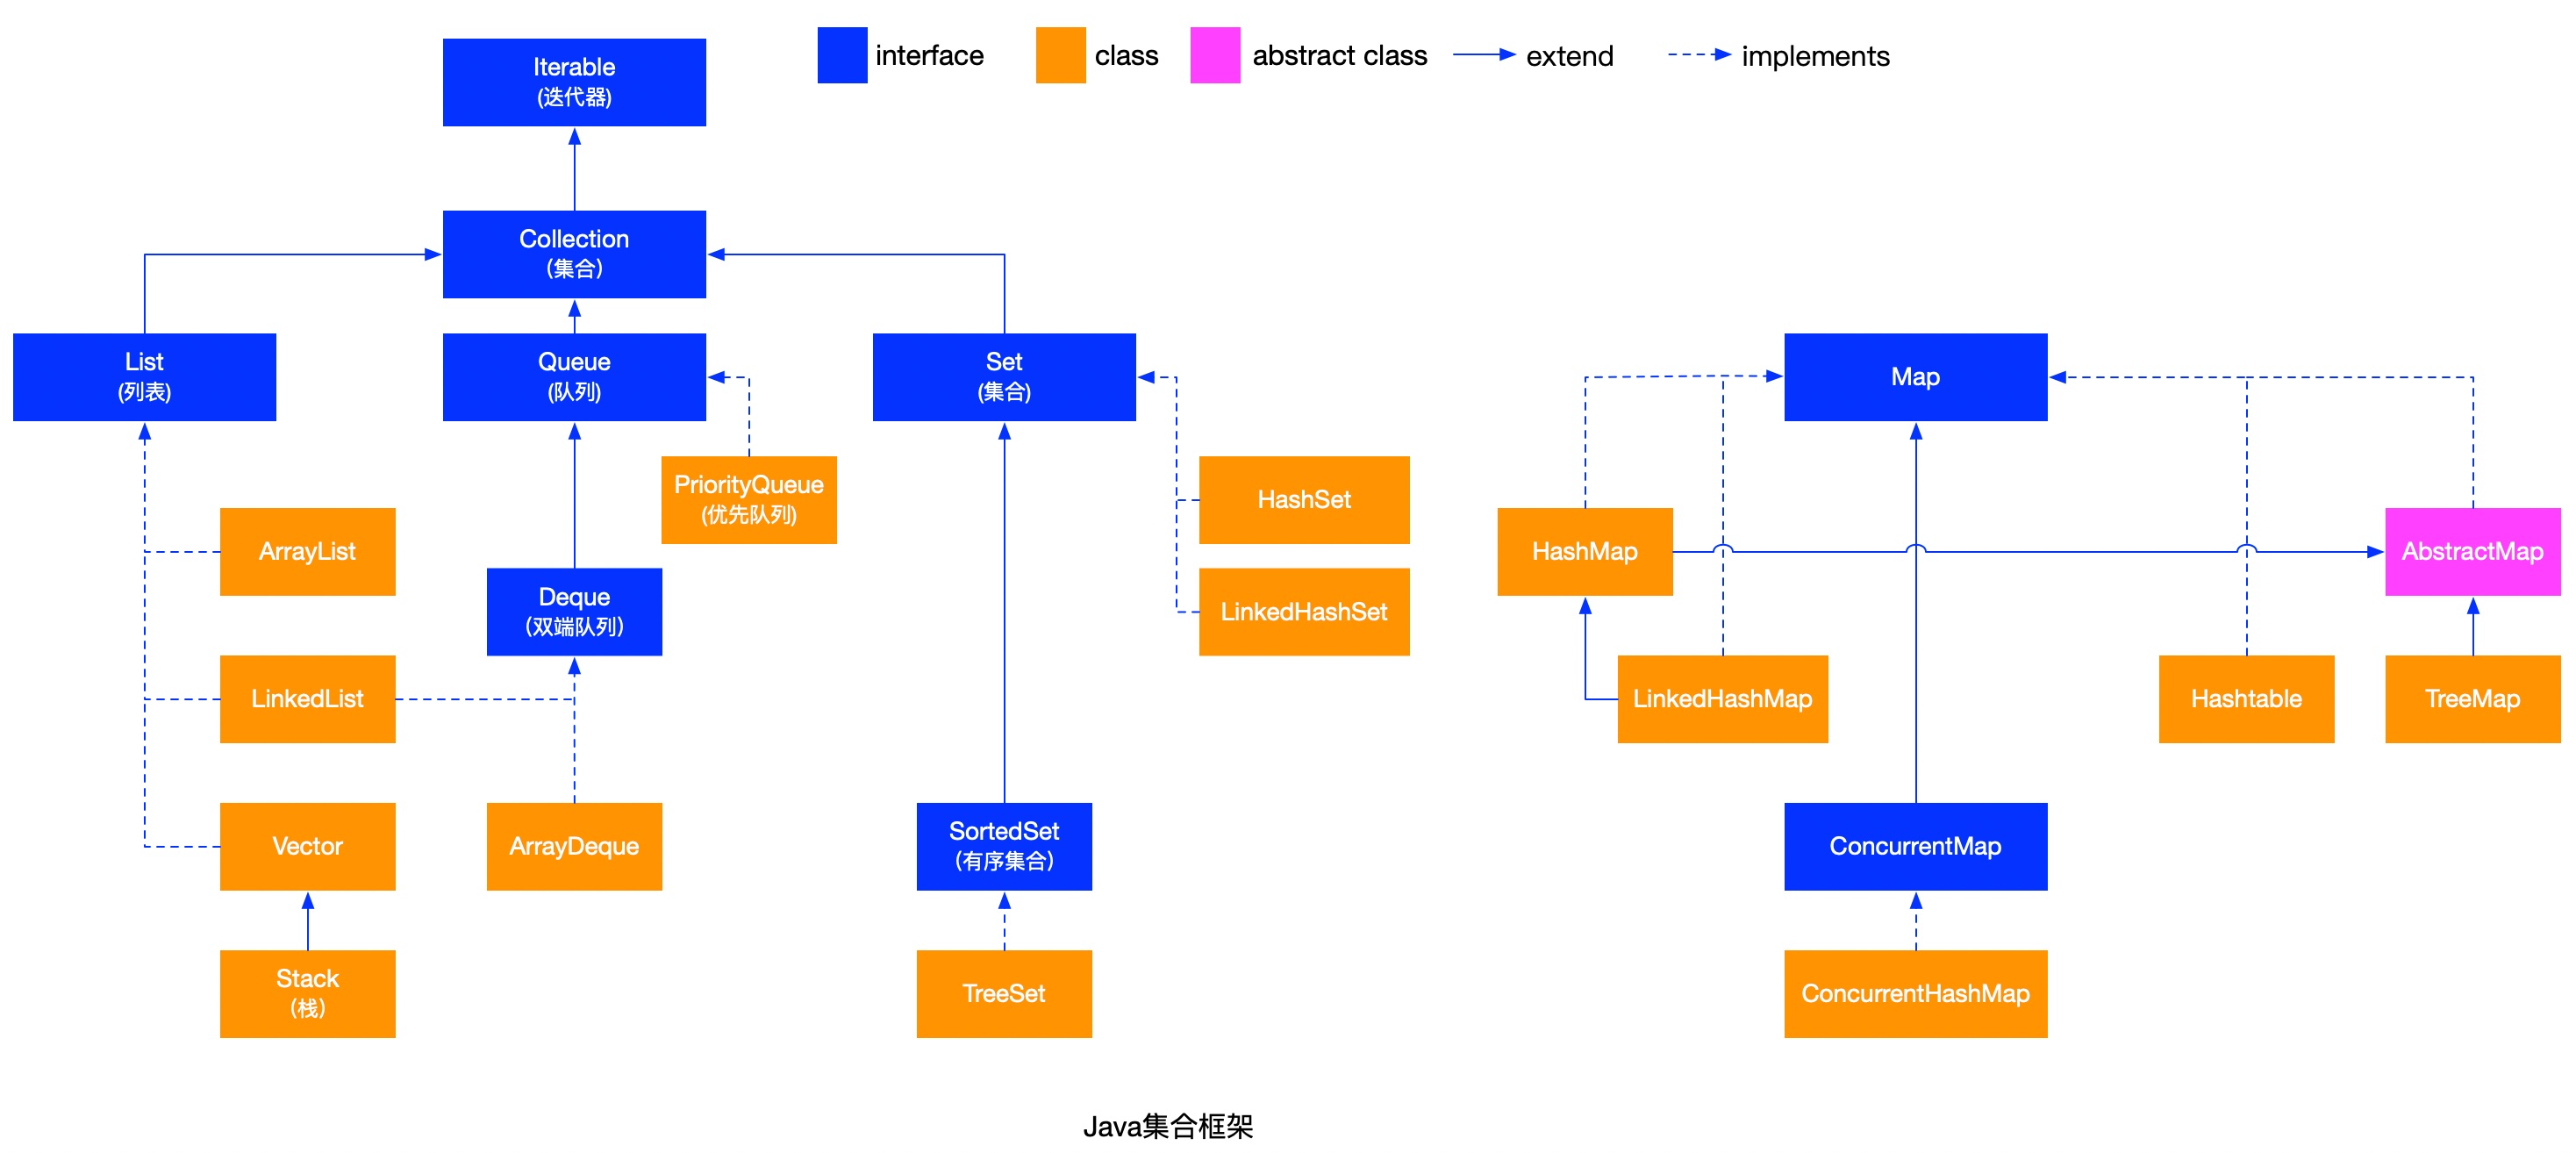 interface
class
abstract class
extend
implements
Iterable
(迭代器)
Collection
(集合)
List
(列表)
Queue
(队列)
Set
(集合)
Map
PriorityQueue
(优先队列)
HashSet
ArrayList
HashMap
AbstractMap
Deque
(双端队列)
LinkedHashSet
LinkedList
LinkedHashMap
Hashtable
TreeMap
Vector
ArrayDeque
SortedSet
(有序集合)
ConcurrentMap
Stack
(栈)
TreeSet
ConcurrentHashMap
Java集合框架